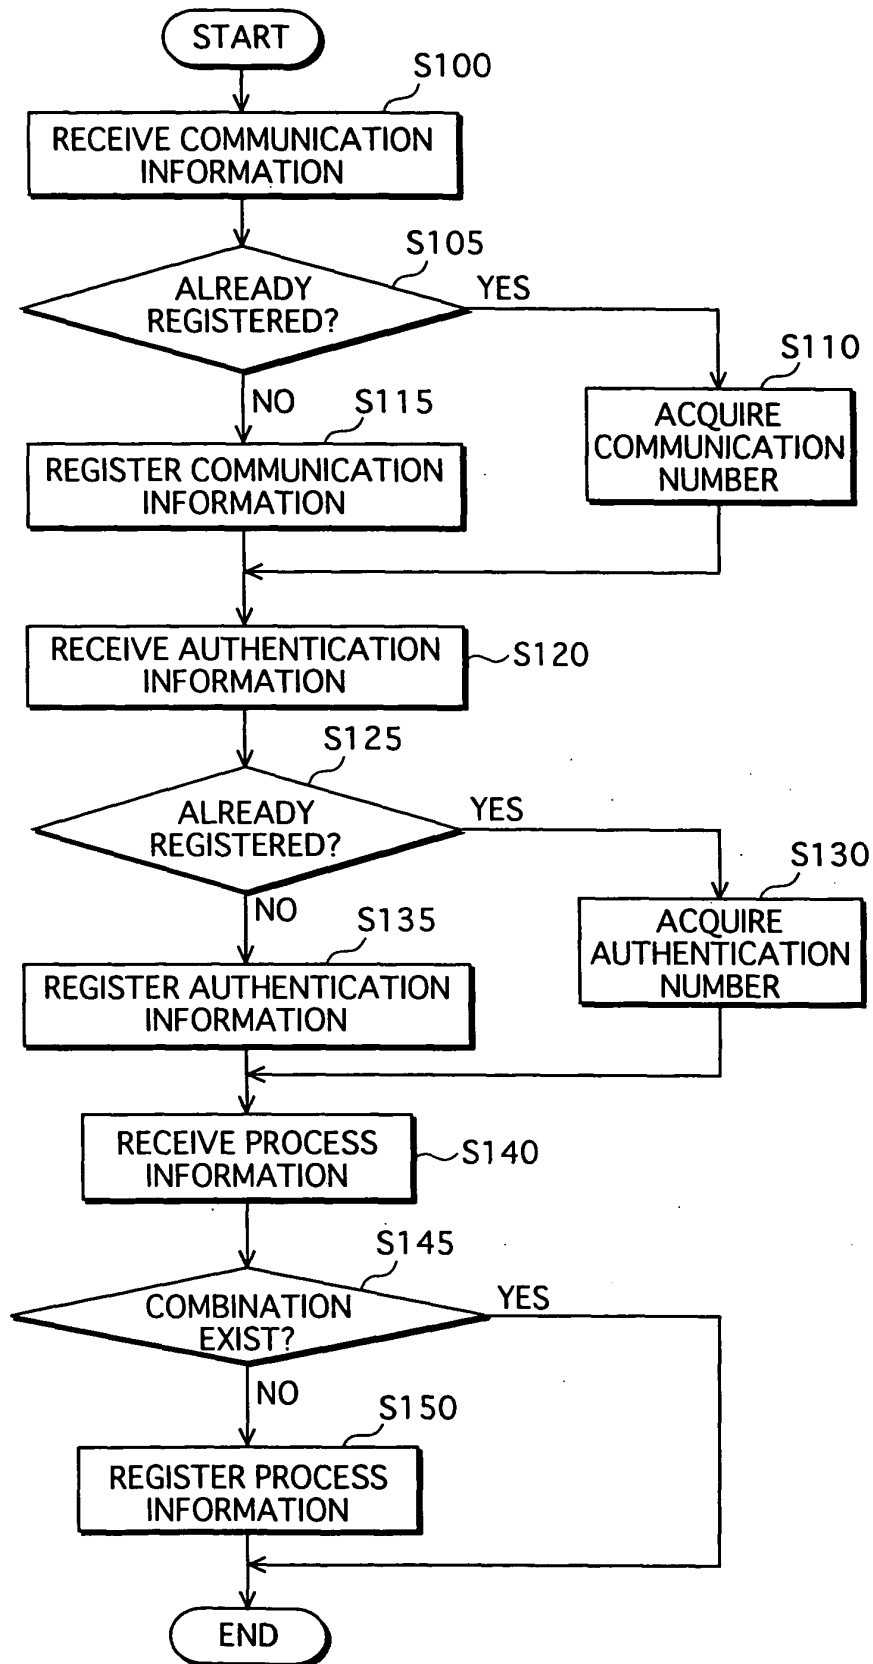 START
S100
RECEIVE COMMUNICATION
INFORMATION
S105
ALREADY
REGISTERED?
YES
S110
ACQUIRE
COMMUNICATION
NUMBER
NO
S115
REGISTER COMMUNICATION
INFORMATION
RECEIVE AUTHENTICATION
INFORMATION
S120
S125
ALREADY
REGISTERED?
YES
S130
ACQUIRE
AUTHENTICATION
NUMBER
NO
S135
REGISTER AUTHENTICATION
INFORMATION
RECEIVE PROCESS
INFORMATION
S140
S145
COMBINATION
EXIST?
YES
NO
S150
REGISTER PROCESS
INFORMATION
END